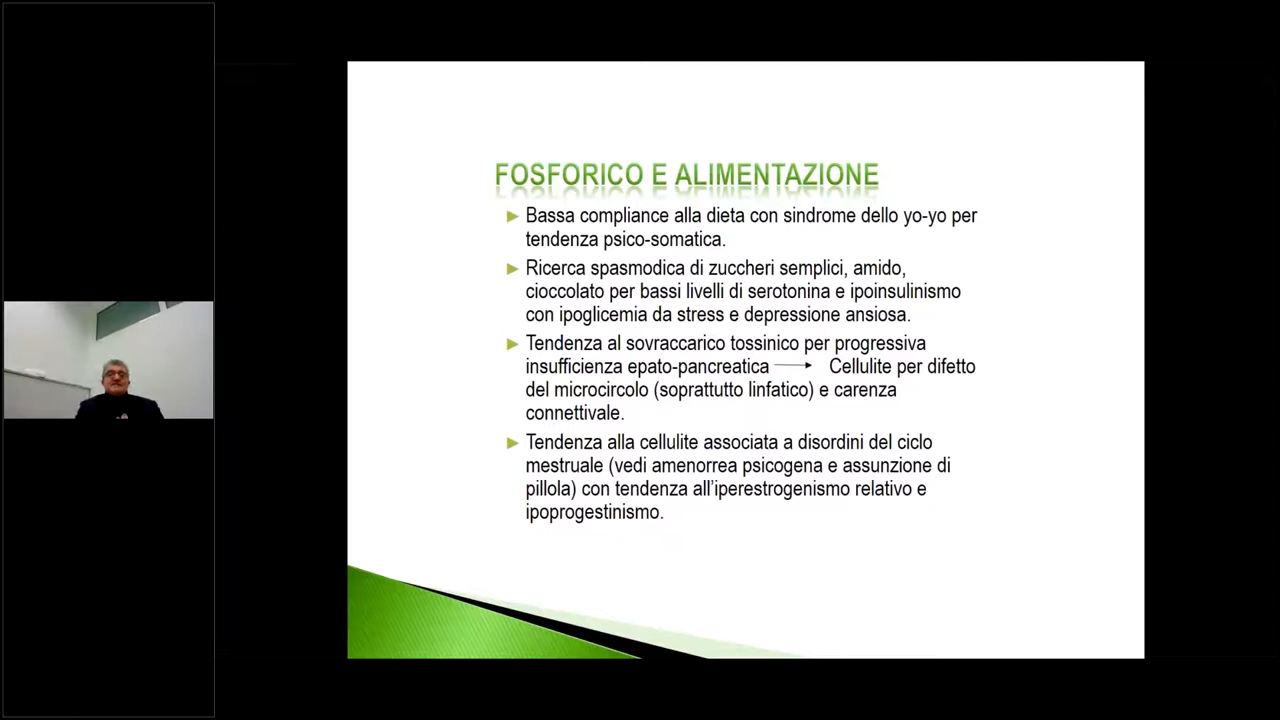 FOSFORICO E ALIMENTAZIONE
Bassa compliance alla dieta con sindrome dello yo-yo per
tendenza psico-somatica.
Ricerca spasmodica di zuccheri semplici, amido,
cioccolato per bassi livelli di serotonina e ipoinsulinismo
con ipoglicemia da stress e depressione ansiosa.
Tendenza al sovraccarico tossinico per progressiva
insufficienza epato-pancreatica → Cellulite per difetto
del microcircolo (soprattutto linfatico) e carenza
connettivale.
Tendenza alla cellulite associata a disordini del ciclo
mestruale (vedi amenorrea psicogena e assunzione di
pillola) con tendenza all'iperestrogenismo relativo e
ipoprogestinismo.